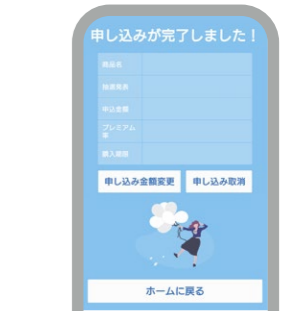 申し込みが完了しました！
商品名
抽選発表
申込金額
プレミアム
率
購入期限
申し込み金額変更
申し込み取消
ホームに戻る